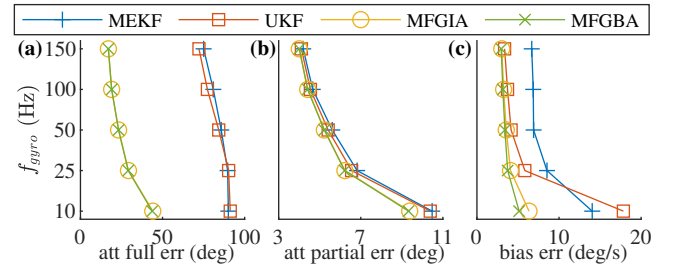 MEKF UKF MFGIA MFGBA
(a) (b) (c)
f_gyro (Hz)
150
100
50
25
10
0 50 100
3 7 11
0 10 20
att full err (deg) att partial err (deg) bias err (deg/s)